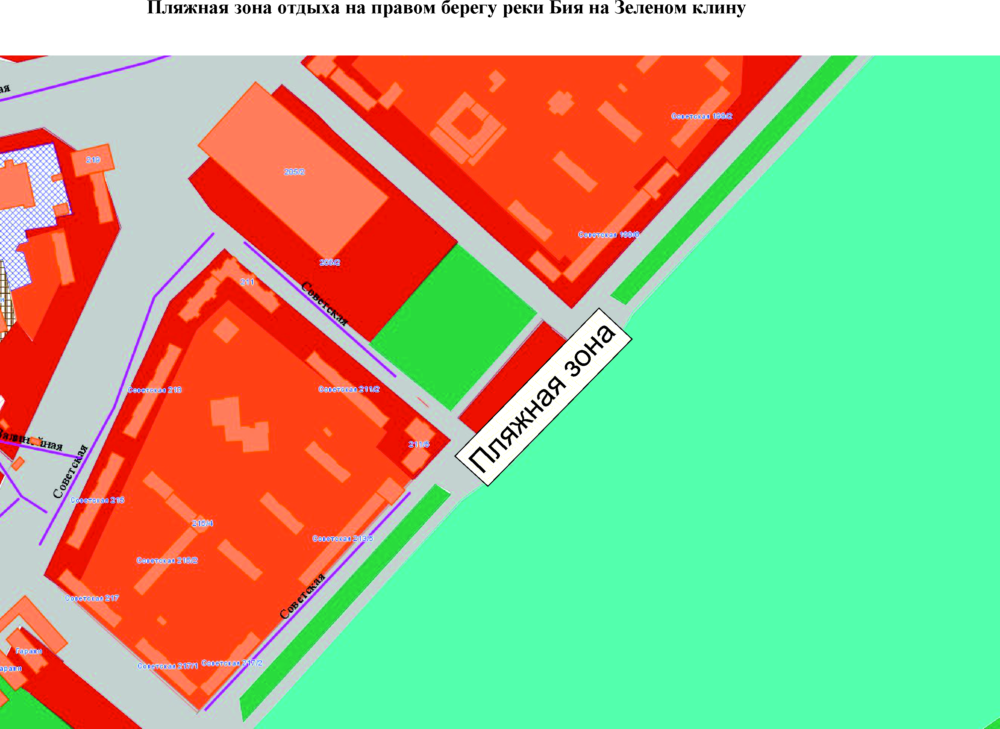 Пляжная зона отдыха на правом берегу реки Бия на Зеленом клину
ая
Советская 199/2
219
205/2
Советская 199/6
205/2
211
Советская
Пляжная зона
Советская 213
Советская 211/2
211/5
Советская
Советская 215
215/4
Советская 213/5
Советская 215/2
Советская
Советская 217
Гаражи
Советская 217/1
Советская 217/2
аражи